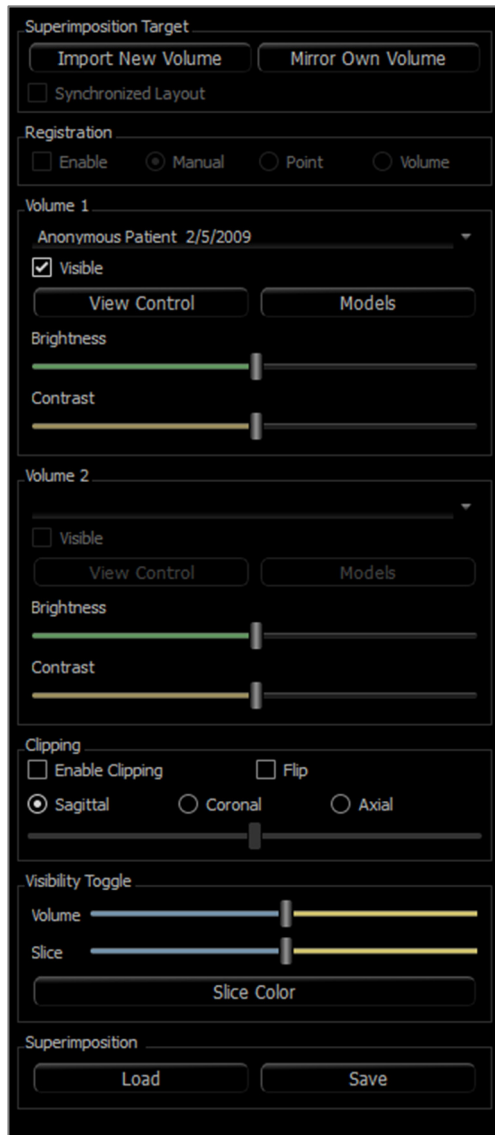 Superimposition Target
Import New Volume Mirror Own Volume
Synchronized Layout
Registration
Enable Manual Point Volume
Volume 1
Anonymous Patient 2/5/2009
Visible
View Control Models
Brightness
Contrast
Volume 2
Visible
View Control Models
Brightness
Contrast
Clipping
Enable Clipping Flip
Sagittal Coronal Axial
Visibility Toggle
Volume
Slice
Slice Color
Superimposition
Load Save